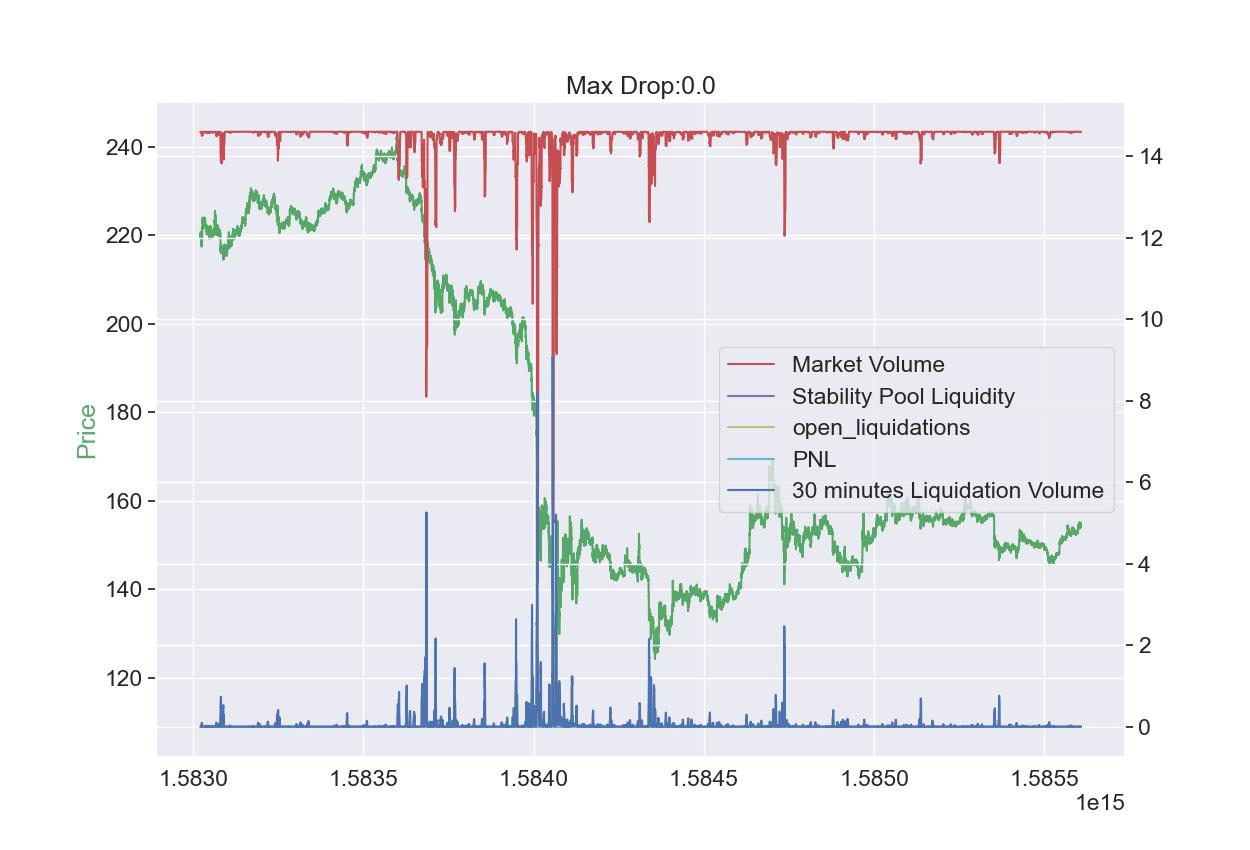 Max Drop:0.0
240
220
200
180
160
140
120
Price
14
12
10
8
6
4
2
0
Market Volume
Stability Pool Liquidity
open_liquidations
PNL
30 minutes Liquidation Volume
1.5830 1.5835 1.5840 1.5845 1.5850 1.5855
1e15